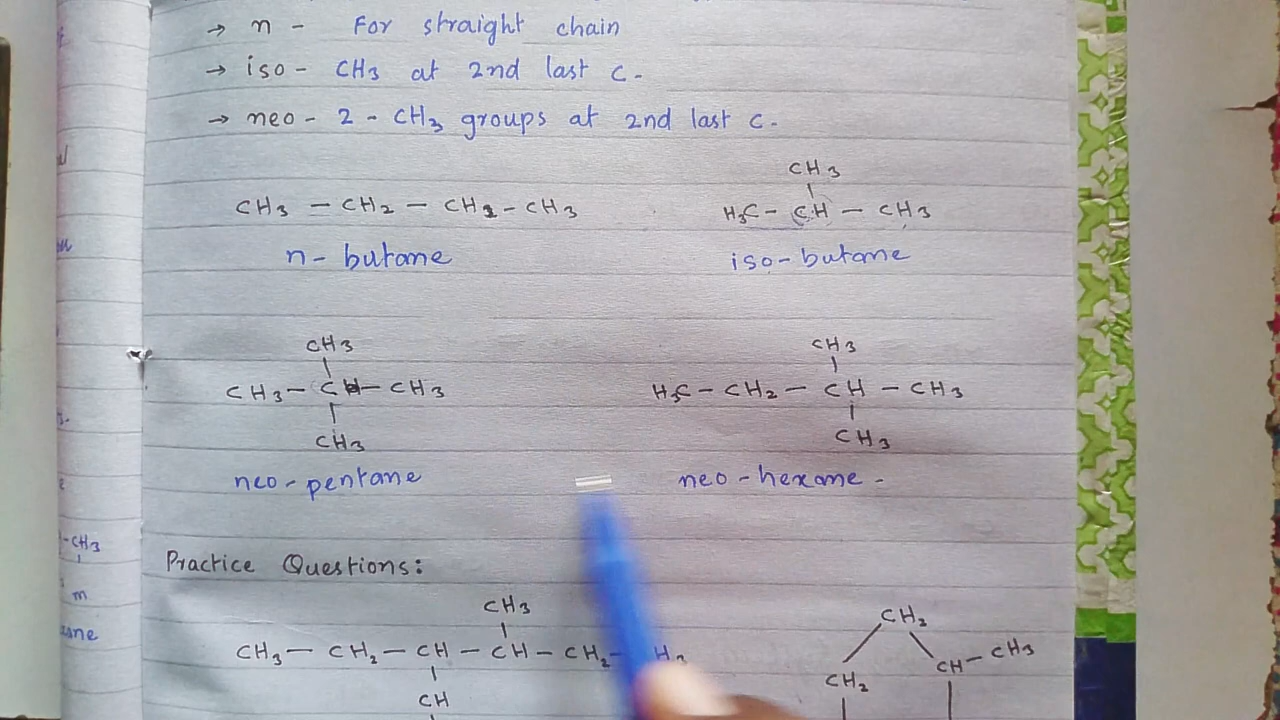 → n - For straight chain
→ iso - CH3 at 2nd last C.
→ neo - 2 - CH3 groups at 2nd last C.
CH3
CH3 — CH2 — CH2 - CH3
H3C - CH — CH3
n - butane
iso - butane
CH3
CH3
CH3 — C — CH3
H3C — CH2 — CH — CH3
CH3
CH3
neo - pentane
neo - hexane -
Practice Questions:
CH3
CH2
CH3 — CH2 — CH — CH — CH2 —
CH - CH3
CH
CH2
-CH3
m